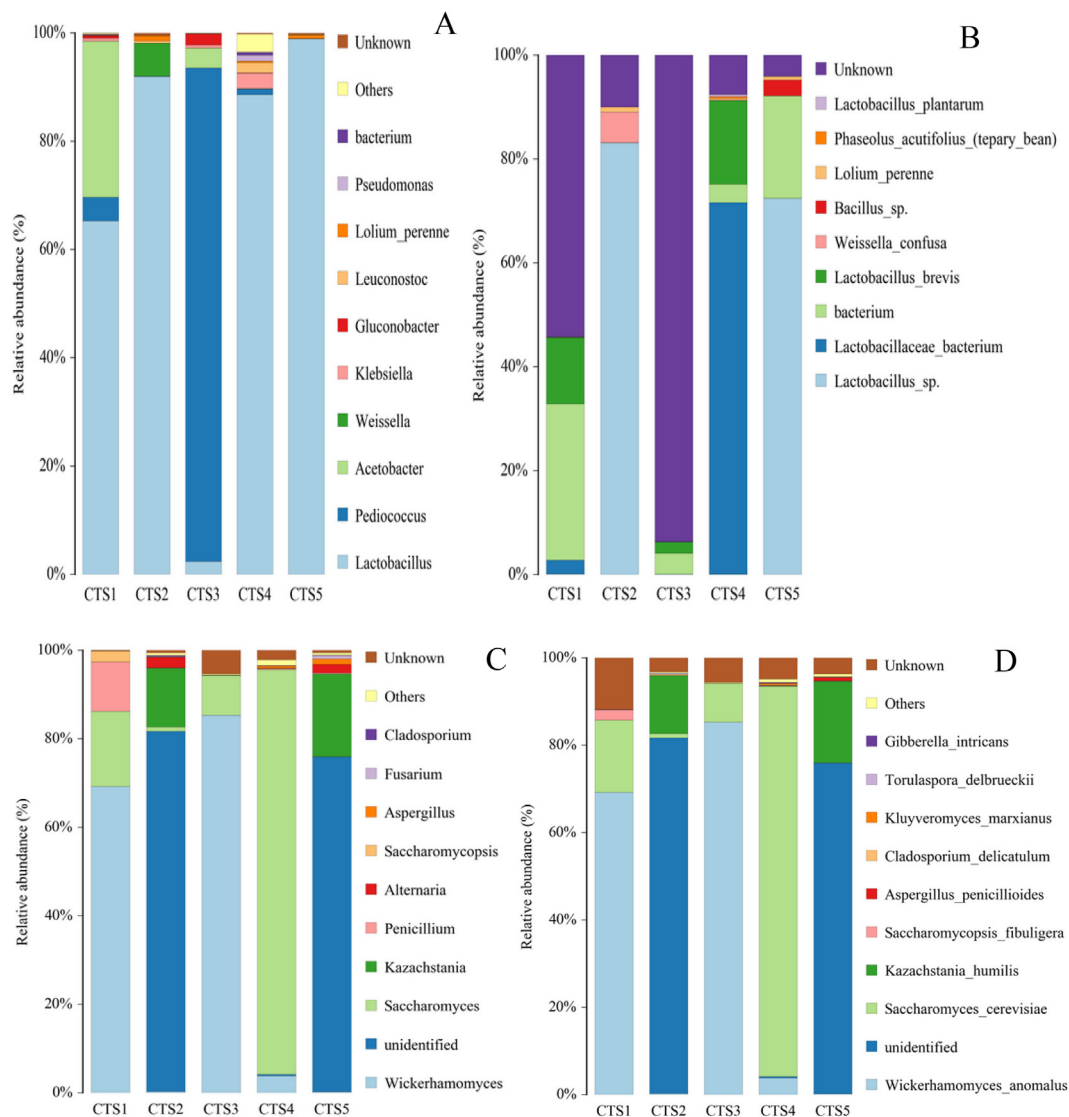 A
Relative abundance (%)
100%
80%
60%
40%
20%
0%
CTS1 CTS2 CTS3 CTS4 CTS5
Unknown
Others
bacterium
Pseudomonas
Lolium_perenne
Leuconostoc
Gluconobacter
Klebsiella
Weissella
Acetobacter
Pediococcus
Lactobacillus
B
Relative abundance (%)
100%
80%
60%
40%
20%
0%
CTS1 CTS2 CTS3 CTS4 CTS5
Unknown
Lactobacillus_plantarum
Phaseolus_acutifolius_(tepary_bean)
Lolium_perenne
Bacillus_sp.
Weissella_confusa
Lactobacillus_brevis
bacterium
Lactobacillaceae_bacterium
Lactobacillus_sp.
C
Relative abundance (%)
100%
80%
60%
40%
20%
0%
CTS1 CTS2 CTS3 CTS4 CTS5
Unknown
Others
Cladosporium
Fusarium
Aspergillus
Saccharomycopsis
Alternaria
Penicillium
Kazachstania
Saccharomyces
unidentified
Wickerhamomyces
D
Relative abundance (%)
100%
80%
60%
40%
20%
0%
CTS1 CTS2 CTS3 CTS4 CTS5
Unknown
Others
Gibberella_intricans
Torulaspora_delbrueckii
Kluyveromyces_marxianus
Cladosporium_delicatulum
Aspergillus_penicillioides
Saccharomycopsis_fibuligera
Kazachstania_humilis
Saccharomyces_cerevisiae
unidentified
Wickerhamomyces_anomalus